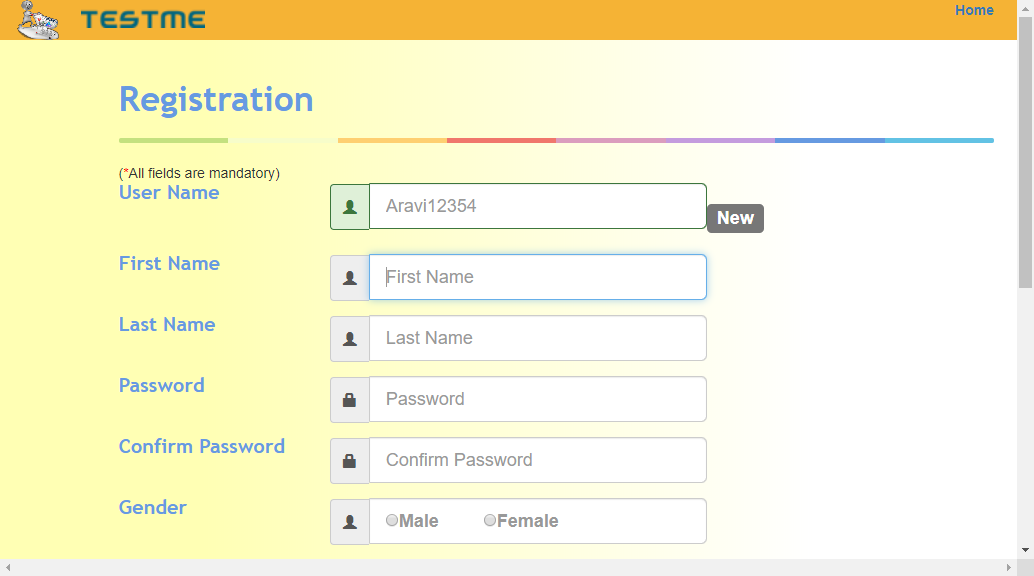 TESTME
Home
Registration
(*All fields are mandatory)
User Name
Aravi12354
New
First Name
First Name
Last Name
Last Name
Password
Password
Confirm Password
Confirm Password
Gender
Male Female